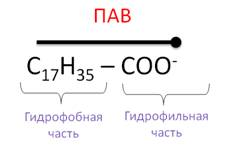 ПАВ
C₁₇H₃₅ – COO⁻
Гидрофобная часть
Гидрофильная часть